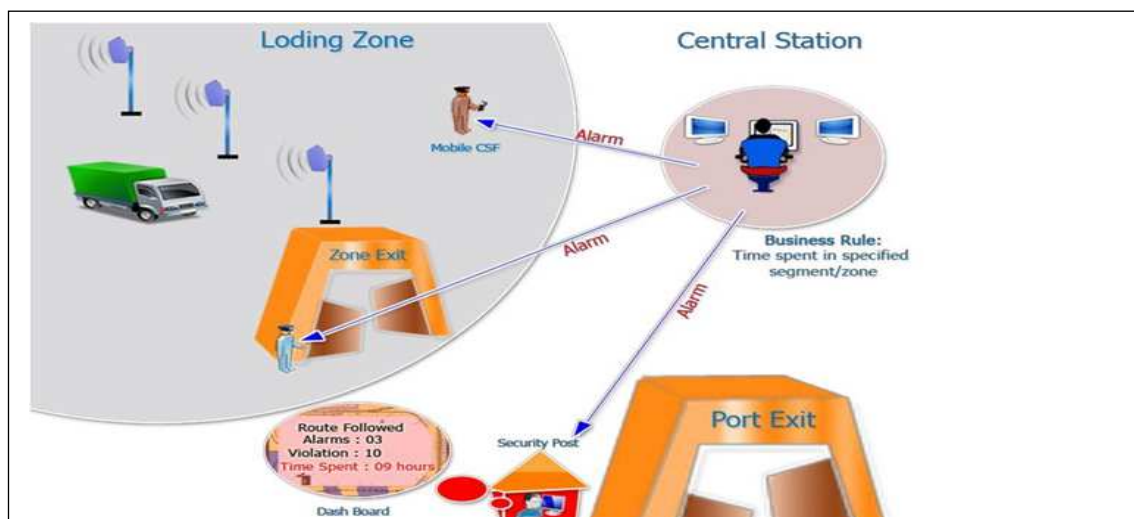 Loding Zone
Central Station
Mobile CSF
Alarm
Zone Exit
Alarm
Business Rule:
Time spent in specified
segment/zone
Alarm
Port Exit
Route Followed
Alarms : 03
Violation : 10
Time Spent : 09 hours
Security Post
Dash Board